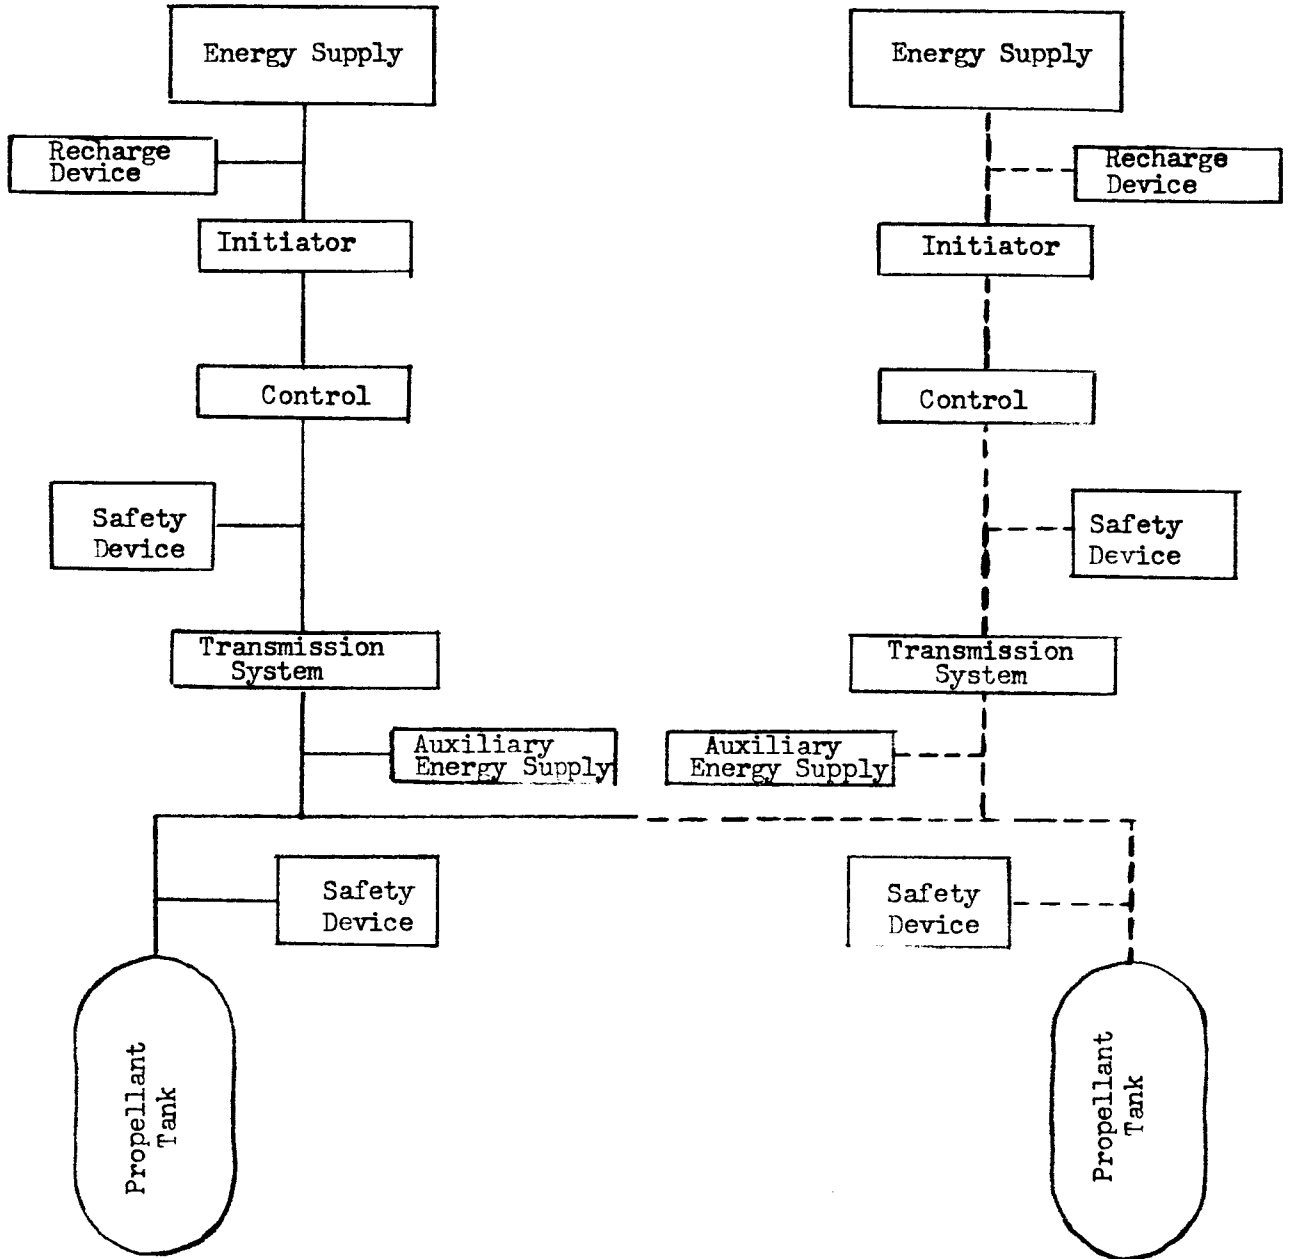 Energy Supply
Energy Supply
Recharge
Device
Recharge
Device
Initiator
Initiator
Control
Control
Safety
Device
Safety
Device
Transmission
System
Transmission
System
Auxiliary
Energy Supply
Auxiliary
Energy Supply
Safety
Device
Safety
Device
Propellant
Tank
Propellant
Tank